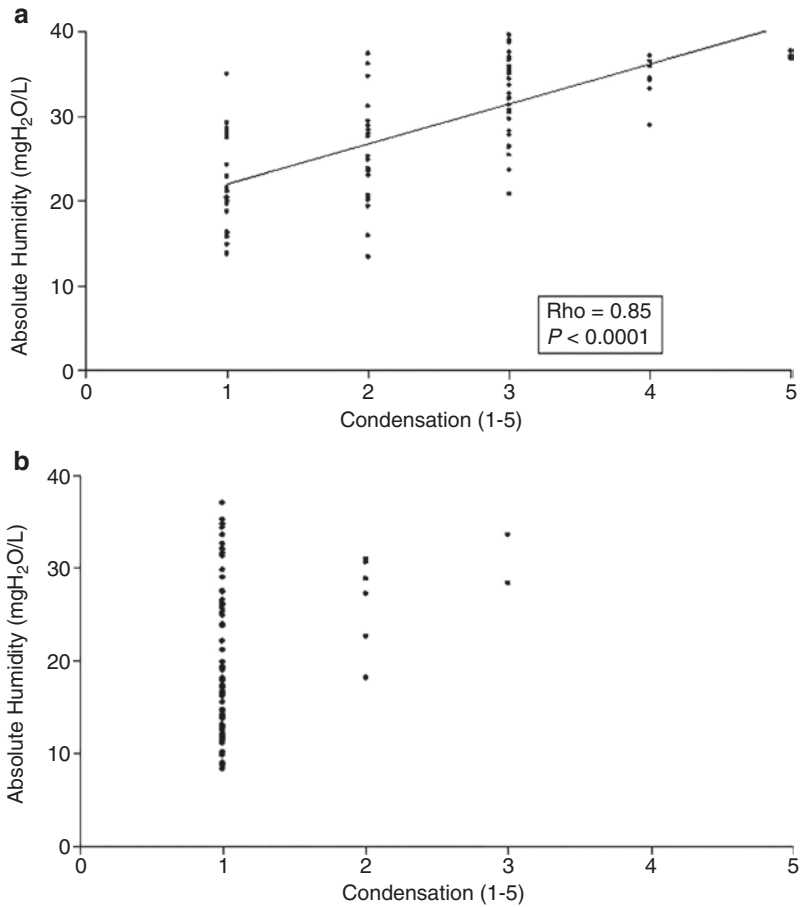 a
Absolute Humidity (mgH₂O/L)
40
30
20
10
0
0 1 2 3 4 5
Condensation (1-5)
Rho = 0.85
P < 0.0001
b
Absolute Humidity (mgH₂O/L)
40
30
20
10
0
0 1 2 3 4 5
Condensation (1-5)